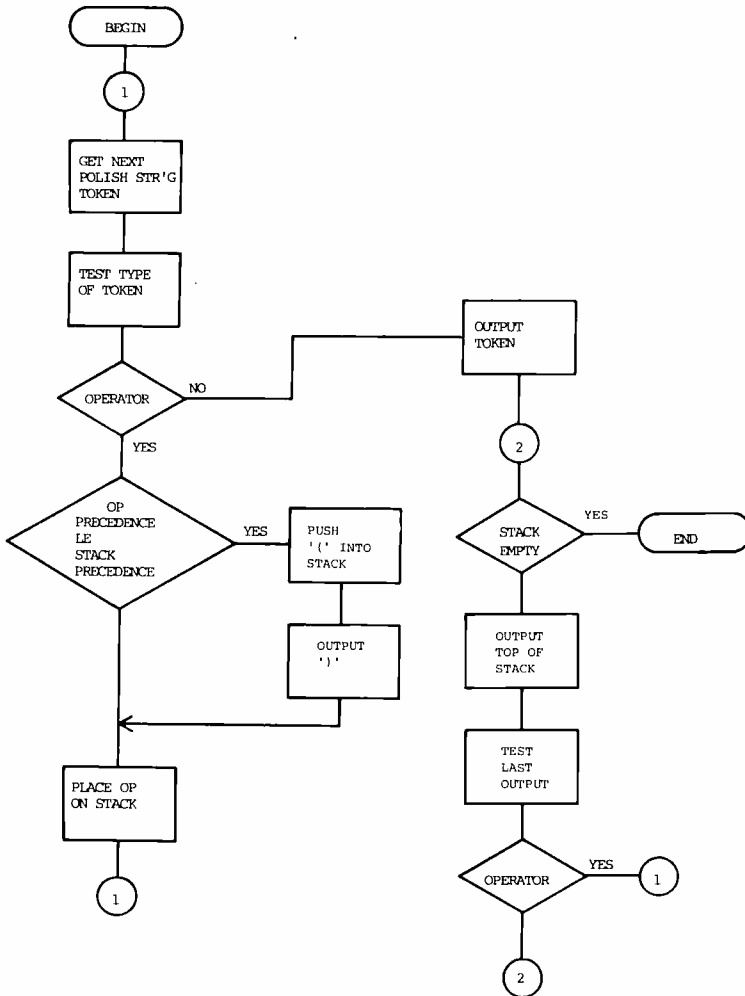 BEGIN
1
GET NEXT
POLISH STR'G
TOKEN
TEST TYPE
OF TOKEN
OPERATOR
NO
YES
OP
PRECEDENCE
LE
STACK
PRECEDENCE
YES
PUSH
'(' INTO
STACK
OUTPUT
')'
PLACE OP
ON STACK
1
OUTPUT
TOKEN
2
STACK
EMPTY
YES
END
OUTPUT
TOP OF
STACK
TEST
LAST
OUTPUT
OPERATOR
YES
1
2